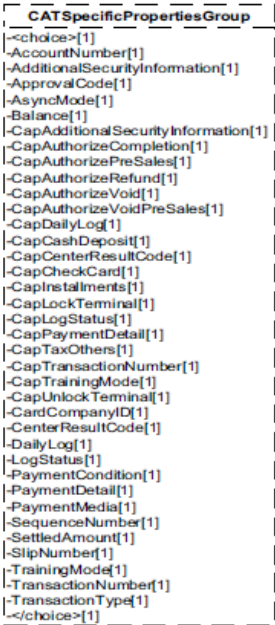 CATSpecificPropertiesGroup
-<choice>[1]
-AccountNumber[1]
-AdditionalSecurityInformation[1]
-ApprovalCode[1]
-AsyncMode[1]
-Balance[1]
-CapAdditionalSecurityInformation[1]
-CapAuthorizeCompletion[1]
-CapAuthorizePreSales[1]
-CapAuthorizeRefund[1]
-CapAuthorizeVoid[1]
-CapAuthorizeVoidPreSales[1]
-CapDailyLog[1]
-CapCashDeposit[1]
-CapCenterResultCode[1]
-CapCheckCard[1]
-CapInstallments[1]
-CapLockTerminal[1]
-CapLogStatus[1]
-CapPaymentDetail[1]
-CapTaxOthers[1]
-CapTransactionNumber[1]
-CapTrainingMode[1]
-CapUnlockTerminal[1]
-CardCompanyID[1]
-CenterResultCode[1]
-DailyLog[1]
-LogStatus[1]
-PaymentCondition[1]
-PaymentDetail[1]
-PaymentMedia[1]
-SequenceNumber[1]
-SettledAmount[1]
-SlipNumber[1]
-TrainingMode[1]
-TransactionNumber[1]
-TransactionType[1]
-</choice>[1]